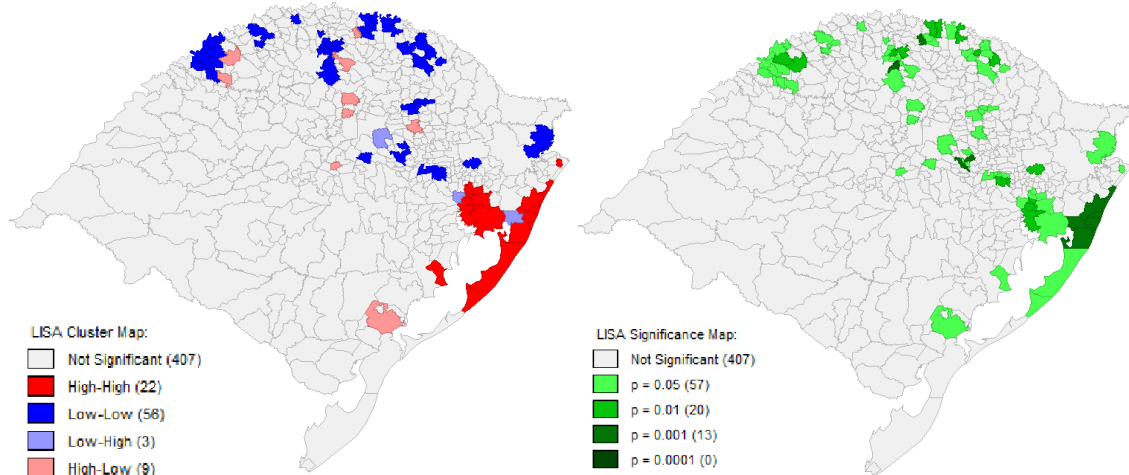 LISA Cluster Map:
Not Significant (407)
High-High (22)
Low-Low (56)
Low-High (3)
High-Low (9)
LISA Significance Map:
Not Significant (407)
p = 0.05 (57)
p = 0.01 (20)
p = 0.001 (13)
p = 0.0001 (0)